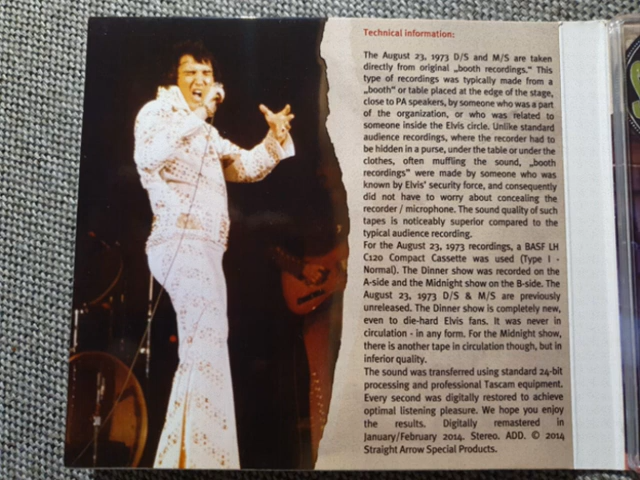 Technical information:
The August 23, 1973 D/S and M/S are taken
directly from original „booth recordings." This
type of recordings was typically made from a
„booth" or table placed at the edge of the stage,
close to PA speakers, by someone who was a part
of the organization, or who was related to
someone inside the Elvis circle. Unlike standard
audience recordings, where the recorder had to
be hidden in a purse, under the table or under the
clothes, often muffling the sound, „booth
recordings" were made by someone who was
known by Elvis' security force, and consequently
did not have to worry about concealing the
recorder / microphone. The sound quality of such
tapes is noticeably superior compared to the
typical audience recording.
For the August 23, 1973 recordings, a BASF LH
C120 Compact Cassette was used (Type I -
Normal). The Dinner show was recorded on the
A-side and the Midnight show on the B-side. The
August 23, 1973 D/S & M/S are previously
unreleased. The Dinner show is completely new,
even to die-hard Elvis fans. It was never in
circulation - in any form. For the Midnight show,
there is another tape in circulation though, but in
inferior quality.
The sound was transferred using standard 24-bit
processing and professional Tascam equipment.
Every second was digitally restored to achieve
optimal listening pleasure. We hope you enjoy
the results. Digitally remastered in
January/February 2014. Stereo. ADD. © 2014
Straight Arrow Special Products.